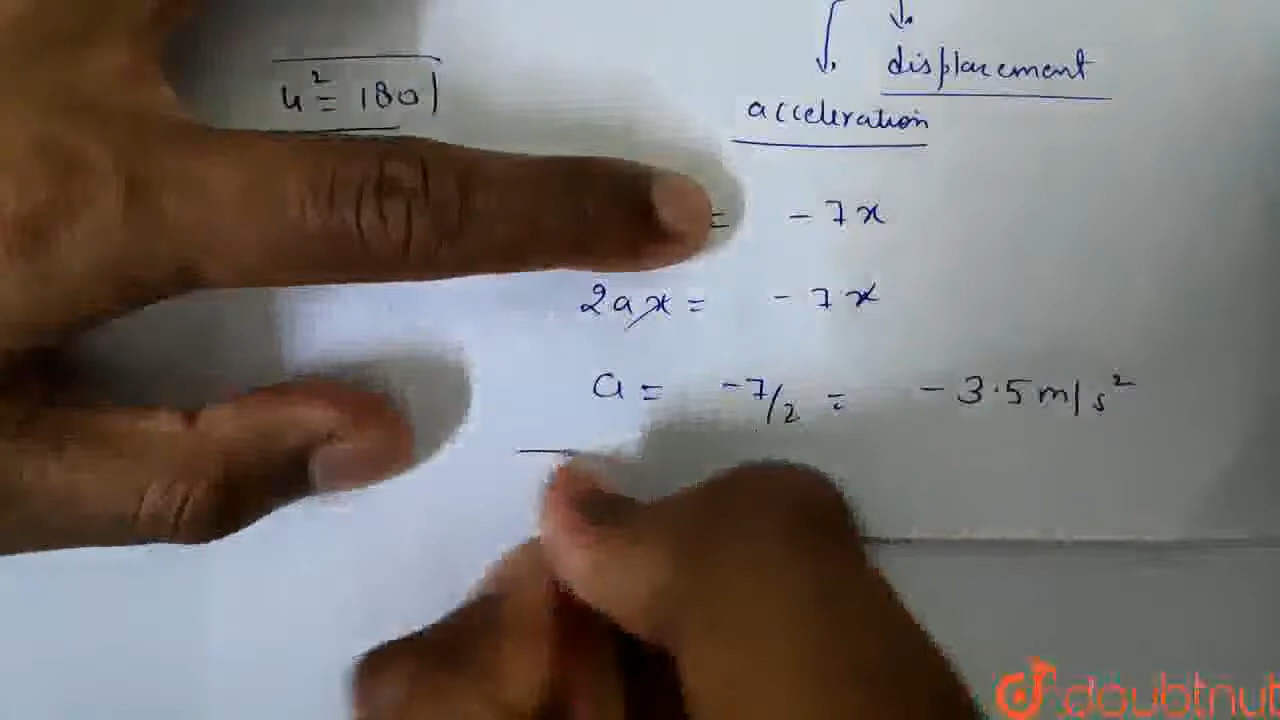 displacement
u² = 180
acceleration
= -7x
2ax = -7x
a = -7/2 = -3.5 m/s²
doubtnut